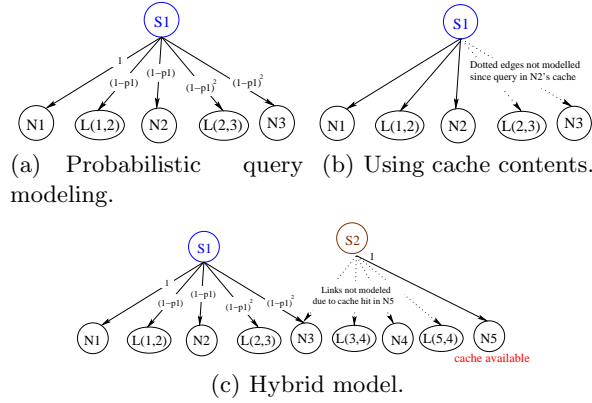 S1
1
(1−p1)
(1−p1)
(1−p1)²
(1−p1)²
N1
L(1,2)
N2
L(2,3)
N3
(a) Probabilistic query
modeling.
S1
Dotted edges not modelled
since query in N2's cache
N1
L(1,2)
N2
L(2,3)
N3
(b) Using cache contents.
S1
1
(1−p1)
(1−p1)
(1−p1)²
(1−p1)²
S2
1
Links not modeled
due to cache hit in N5
N1
L(1,2)
N2
L(2,3)
N3
L(3,4)
N4
L(5,4)
N5
cache available
(c) Hybrid model.